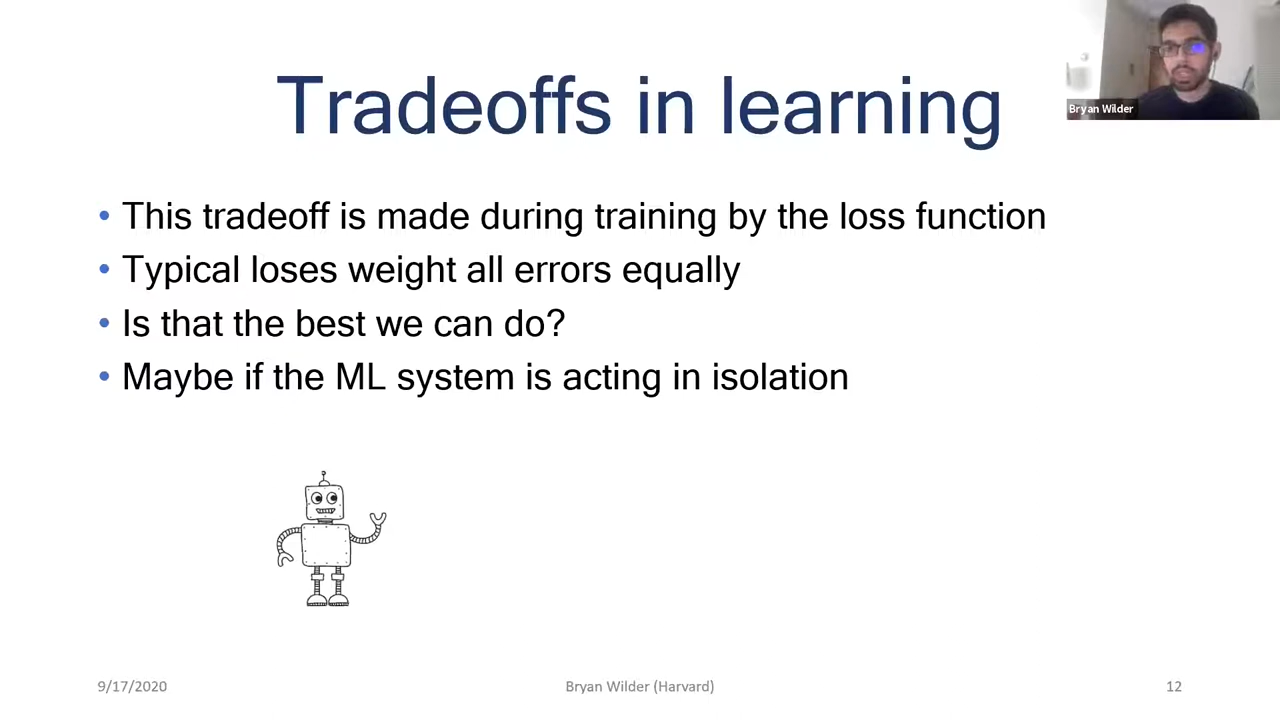 Tradeoffs in learning
Bryan Wilder
• This tradeoff is made during training by the loss function
• Typical loses weight all errors equally
• Is that the best we can do?
• Maybe if the ML system is acting in isolation
9/17/2020
Bryan Wilder (Harvard)
12